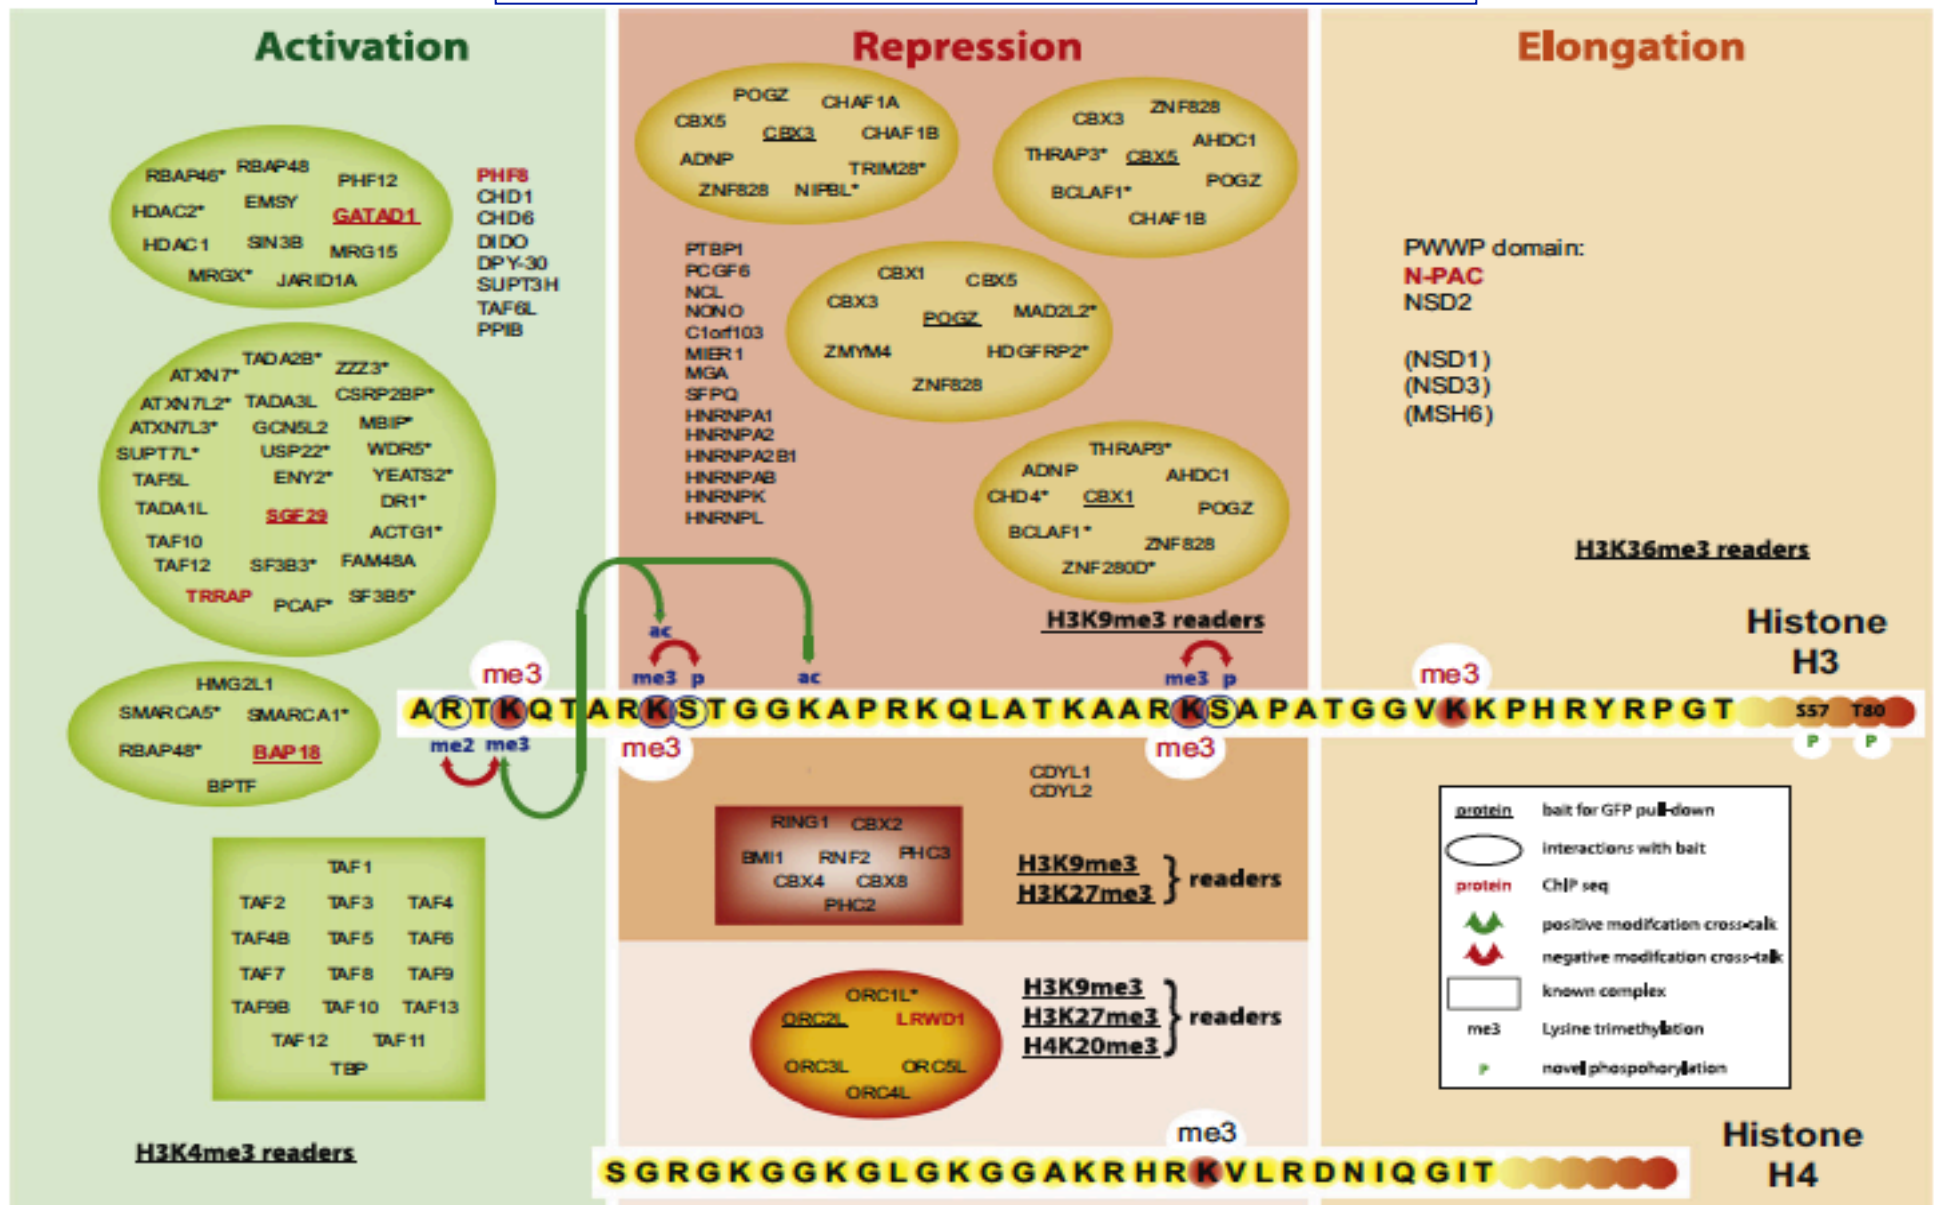 Activation
Repression
Elongation
RBAP46*
RBAP48
PHF12
HDAC2*
EMSY
GATAD1
HDAC1
SIN3B
MRG15
MRGX*
JARID1A
PHF8
CHD1
CHD6
DIDO
DPY-30
SUPT3H
TAF6L
PPIB
TADA2B*
ATXN7*
ZZZ3*
ATXN7L2*
TADA3L
CSRP2BP*
ATXN7L3*
GCN5L2
MBIP*
SUPT7L*
USP22*
WDR5*
TAF5L
ENY2*
YEATS2*
TADA1L
SGF29
DR1*
TAF10
ACTG1*
TAF12
SF3B3*
FAM48A
TRRAP
PCAF*
SF3B5*
HMG2L1
SMARCA5*
SMARCA1*
RBAP48*
BAP18
BPTF
TAF1
TAF2 TAF3 TAF4
TAF4B TAF5 TAF6
TAF7 TAF8 TAF9
TAF9B TAF10 TAF13
TAF12 TAF11
TBP
H3K4me3 readers
POGZ
CHAF1A
CBX5
CBX3
CHAF1B
ADNP
TRIM28*
ZNF828
NIPBL*
CBX3
ZNF828
AHDC1
THRAP3*
CBX5
BCLAF1*
POGZ
CHAF1B
PTBP1
PCGF6
NCL
NONO
C1orf103
MIER1
MGA
SFPQ
HNRNPA1
HNRNPA2
HNRNPA2B1
HNRNPAB
HNRNPK
HNRNPL
CBX1
CBX5
CBX3
POGZ
MAD2L2*
ZMYM4
HDGFRP2*
ZNF828
THRAP3*
ADNP
AHDC1
CHD4*
CBX1
POGZ
BCLAF1*
ZNF828
ZNF280D*
H3K9me3 readers
PWWP domain:
N-PAC
NSD2
(NSD1)
(NSD3)
(MSH6)
H3K36me3 readers
Histone
H3
ac
me3
me3 p
ac
me3 p
me3
ARTKQTARKSTGGKAPRKQLATKAARKSAPATGGVKKPHRYRPGT S57 T80
me2 me3
me3
me3
P
P
CDYL1
CDYL2
RING1 CBX2
BMI1 RNF2 PHC3
CBX4 CBX8
PHC2
H3K9me3
H3K27me3
} readers
ORC1L*
ORC2L LRWD1
ORC3L ORC5L
ORC4L
H3K9me3
H3K27me3
H4K20me3
} readers
protein bait for GFP pull-down
interactions with bait
protein ChIP seq
positive modifcation cross-talk
negative modifcation cross-talk
known complex
me3 Lysine trimethylation
P novel phospohorylation
me3
SGRGKGGKGLGKGGAKRHRKVLRDNIQGIT
Histone
H4